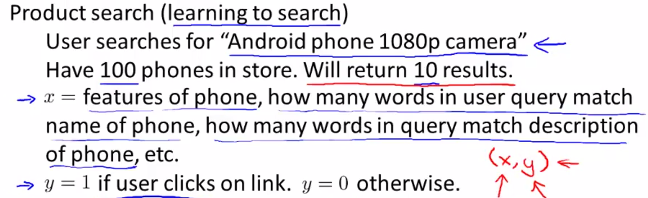 Product search (learning to search)
User searches for “Android phone 1080p camera”
Have 100 phones in store. Will return 10 results.
x = features of phone, how many words in user query match
name of phone, how many words in query match description
of phone, etc.
(x, y)
y = 1 if user clicks on link. y = 0 otherwise.